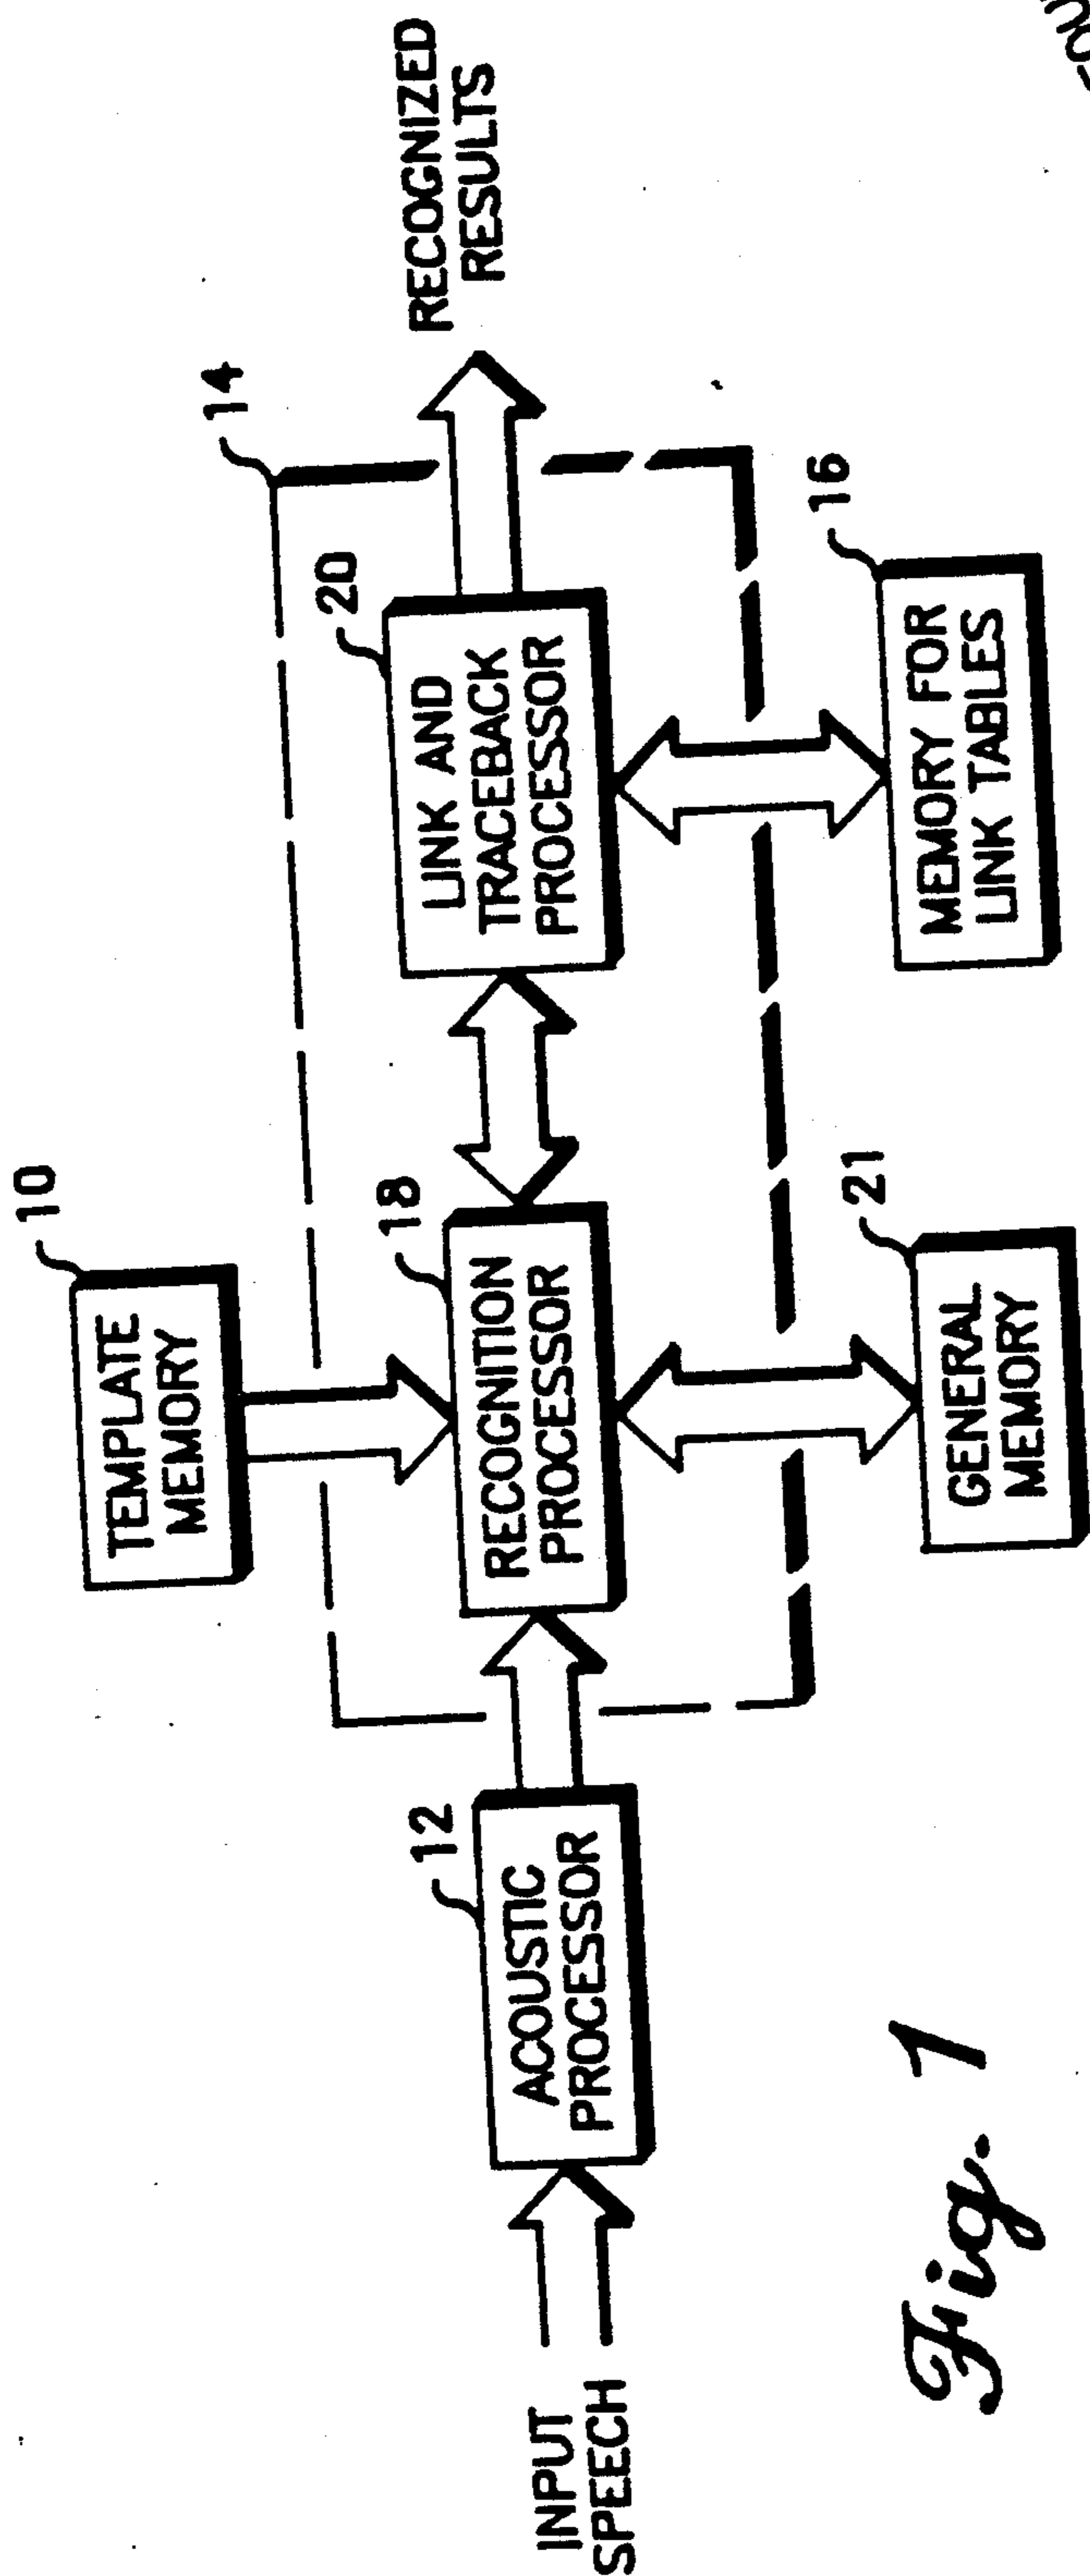 10
TEMPLATE
MEMORY
14
12
18
20
INPUT
SPEECH
ACOUSTIC
PROCESSOR
RECOGNITION
PROCESSOR
LINK AND
TRACEBACK
PROCESSOR
RECOGNIZED
RESULTS
21
16
GENERAL
MEMORY
MEMORY FOR
LINK TABLES
Fig. 1